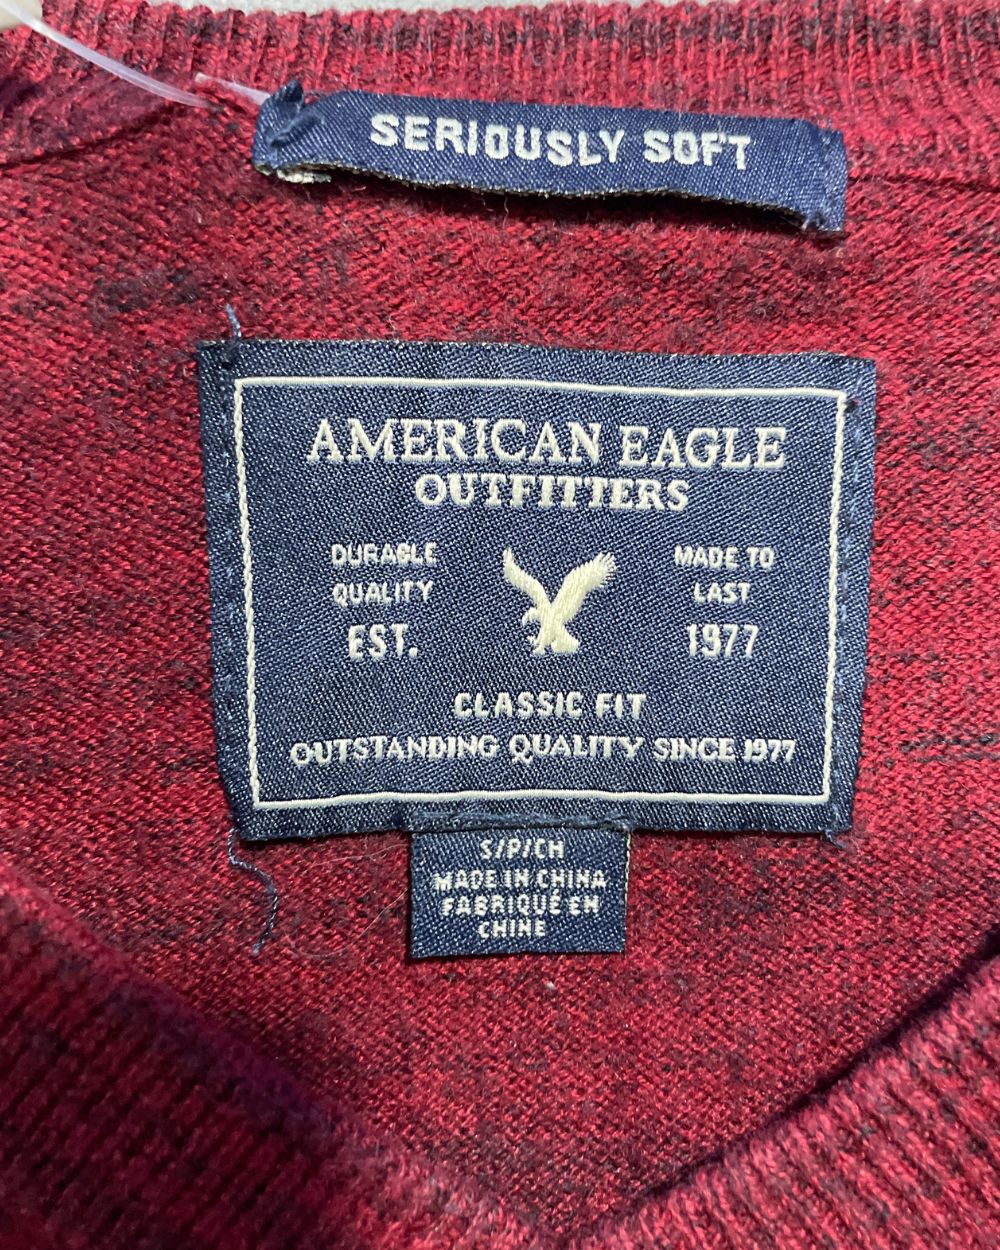 SERIOUSLY SOFT
AMERICAN EAGLE
OUTFITTERS
DURABLE
QUALITY
EST.
MADE TO
LAST
1977
CLASSIC FIT
OUTSTANDING QUALITY SINCE 1977
S/P/CH
MADE IN CHINA
FABRIQUÉ EN
CHINE